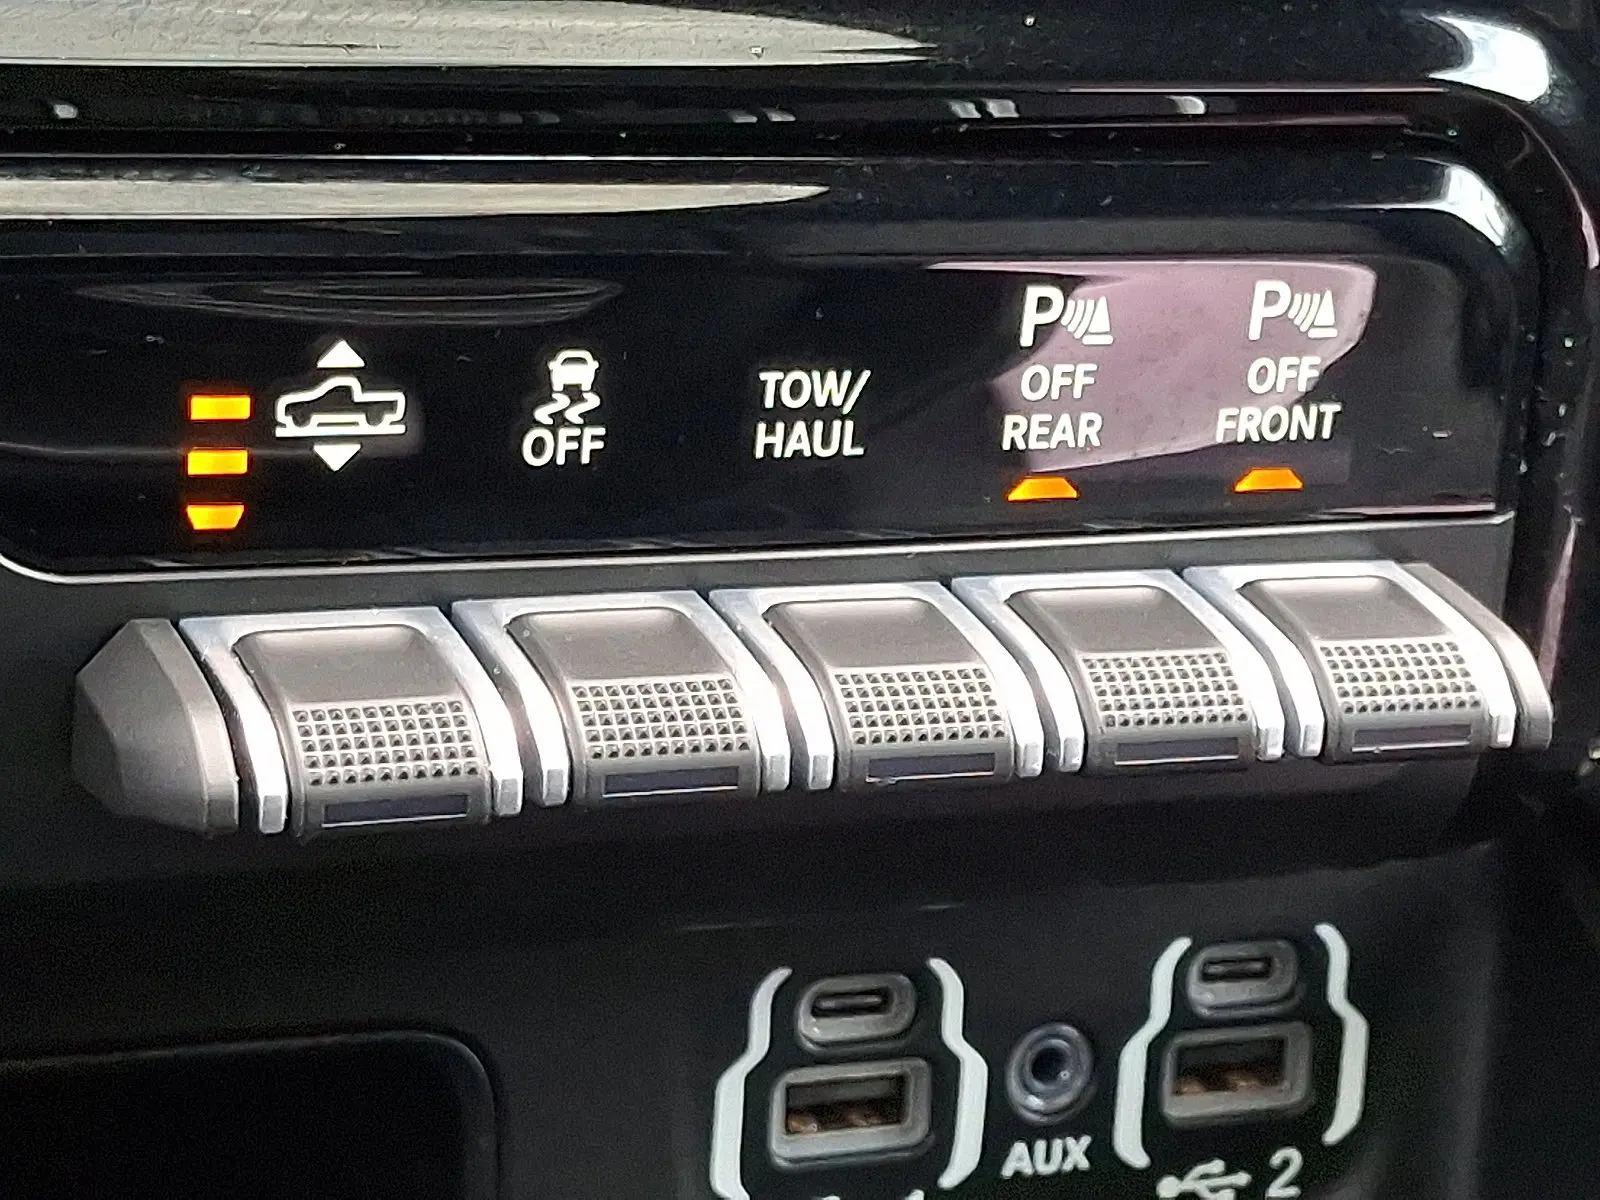 OFF
TOW/
HAUL
P
OFF
REAR
P
OFF
FRONT
AUX
2